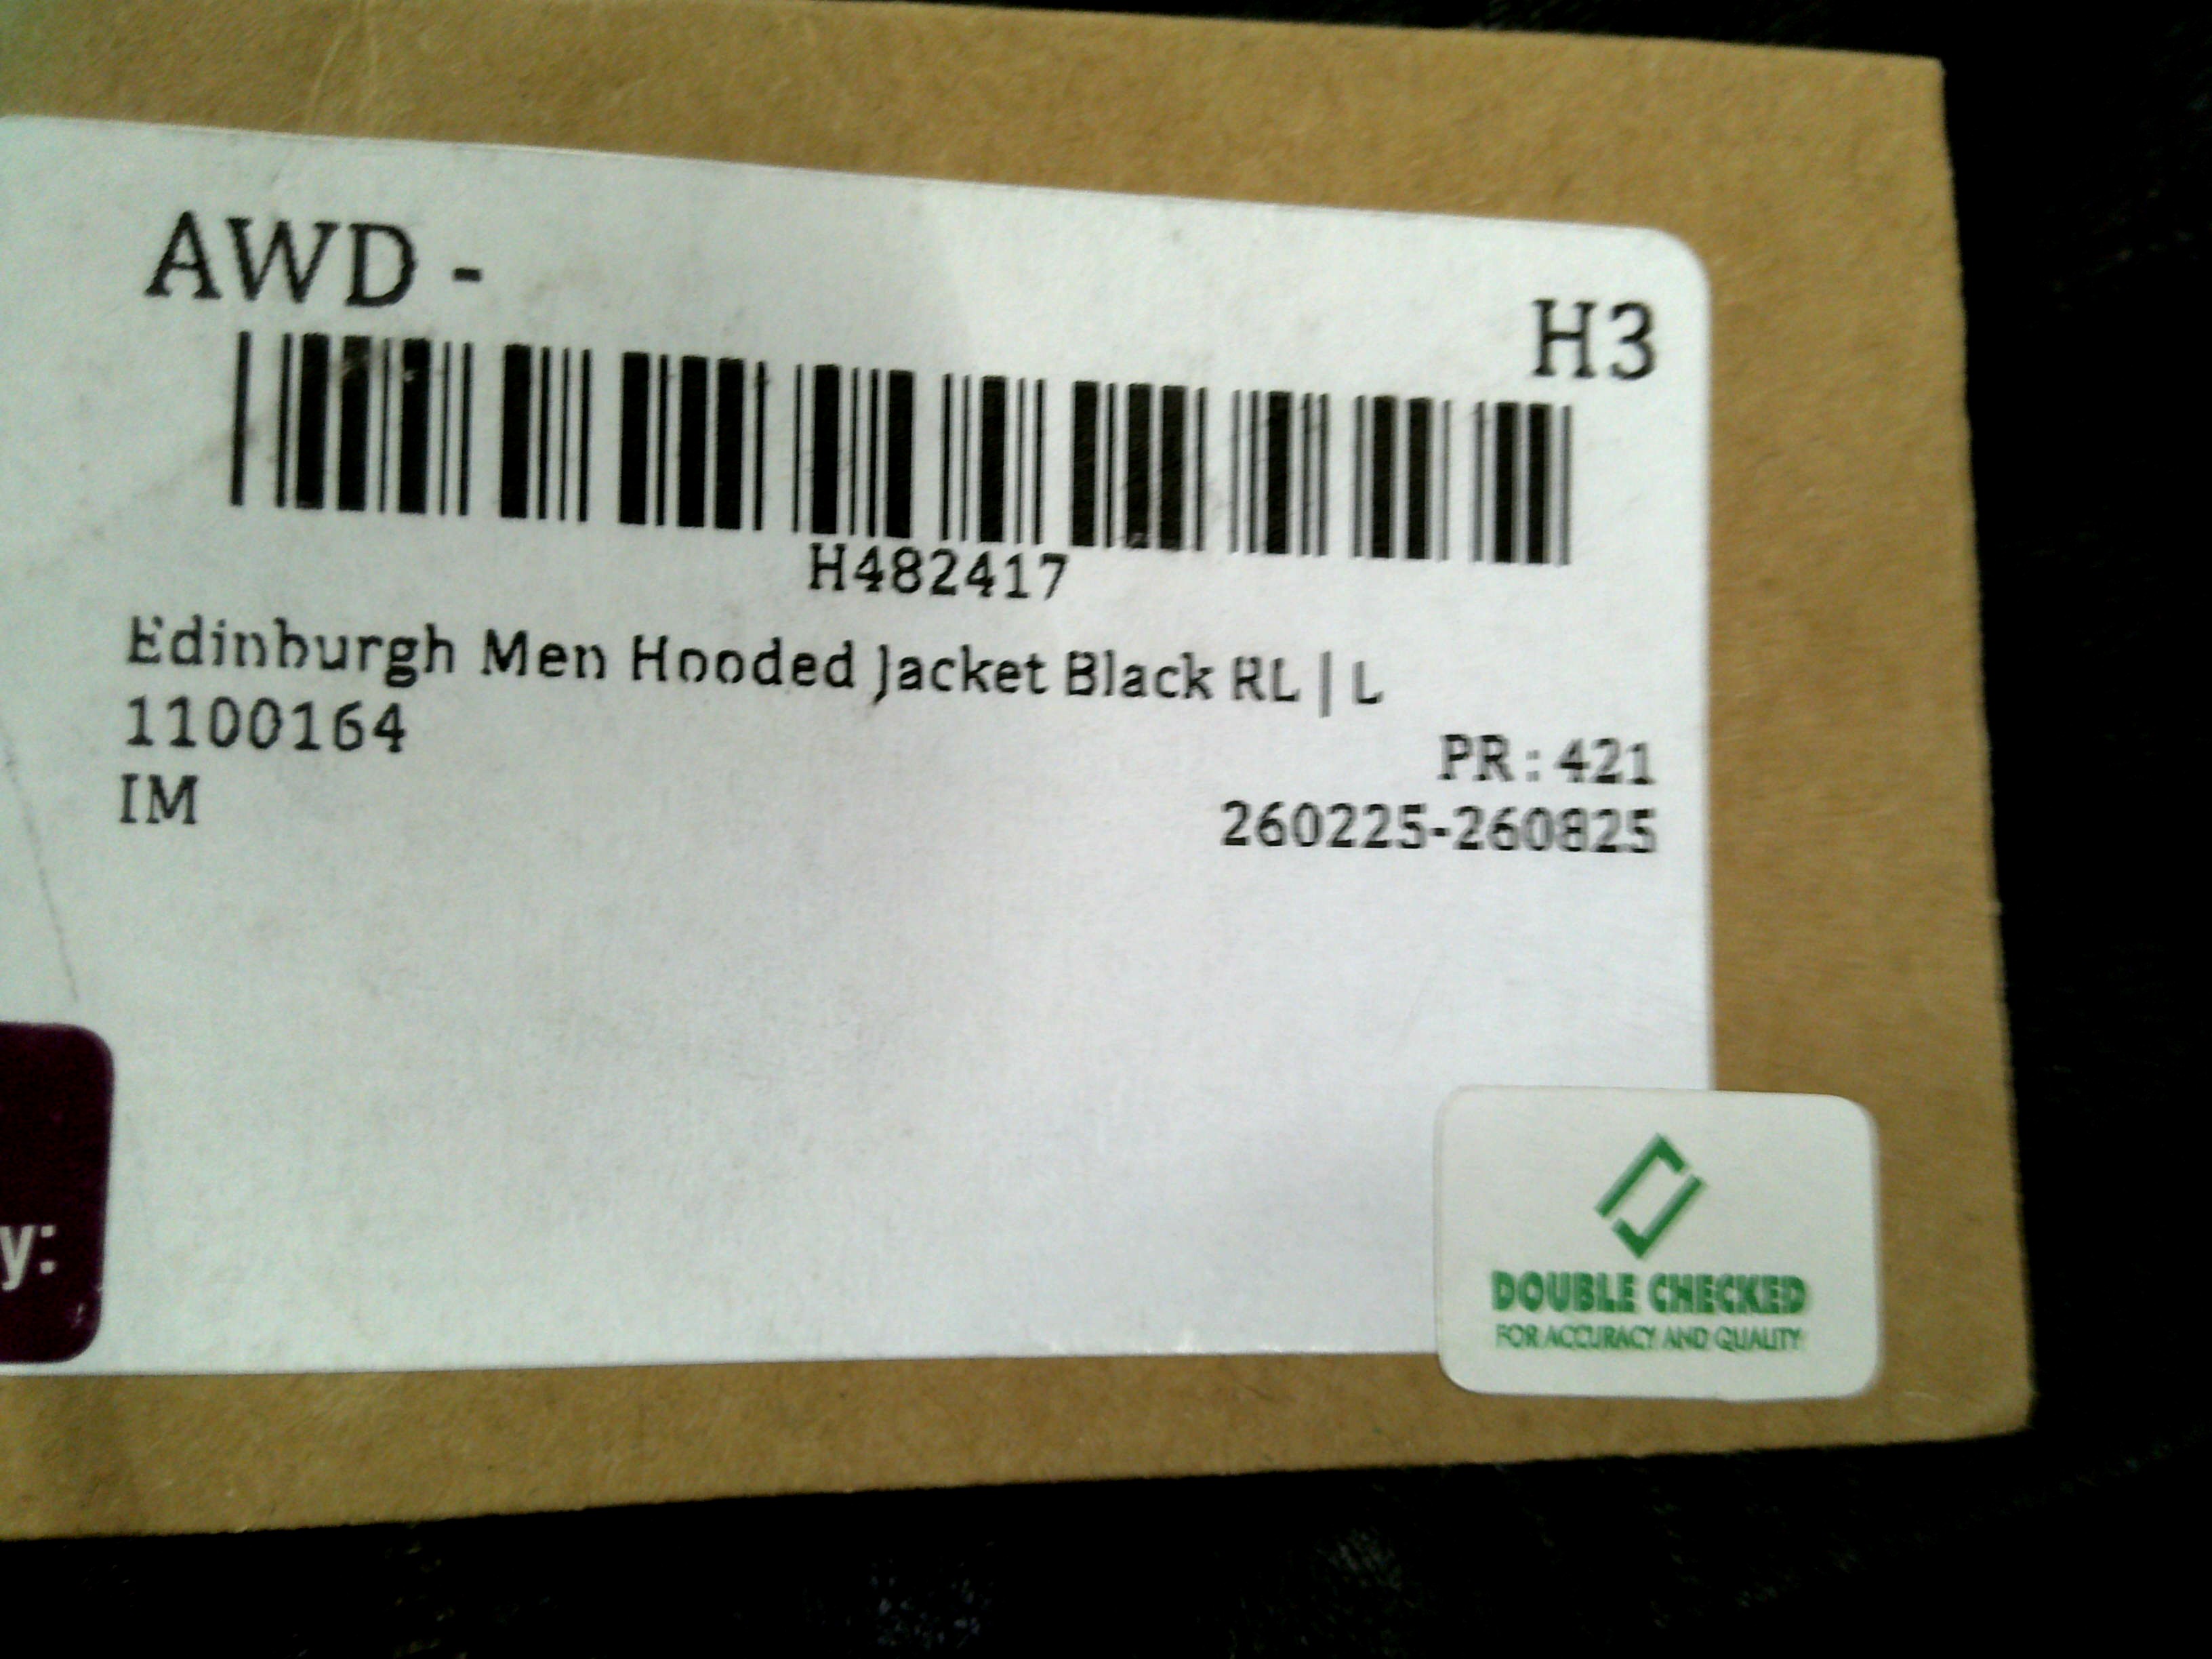 AWD -
H3
H482417
Edinburgh Men Hooded Jacket Black RL | L
1100164
PR : 421
IM
260225-260825
y:
DOUBLE CHECKED
FOR ACCURACY AND QUALITY